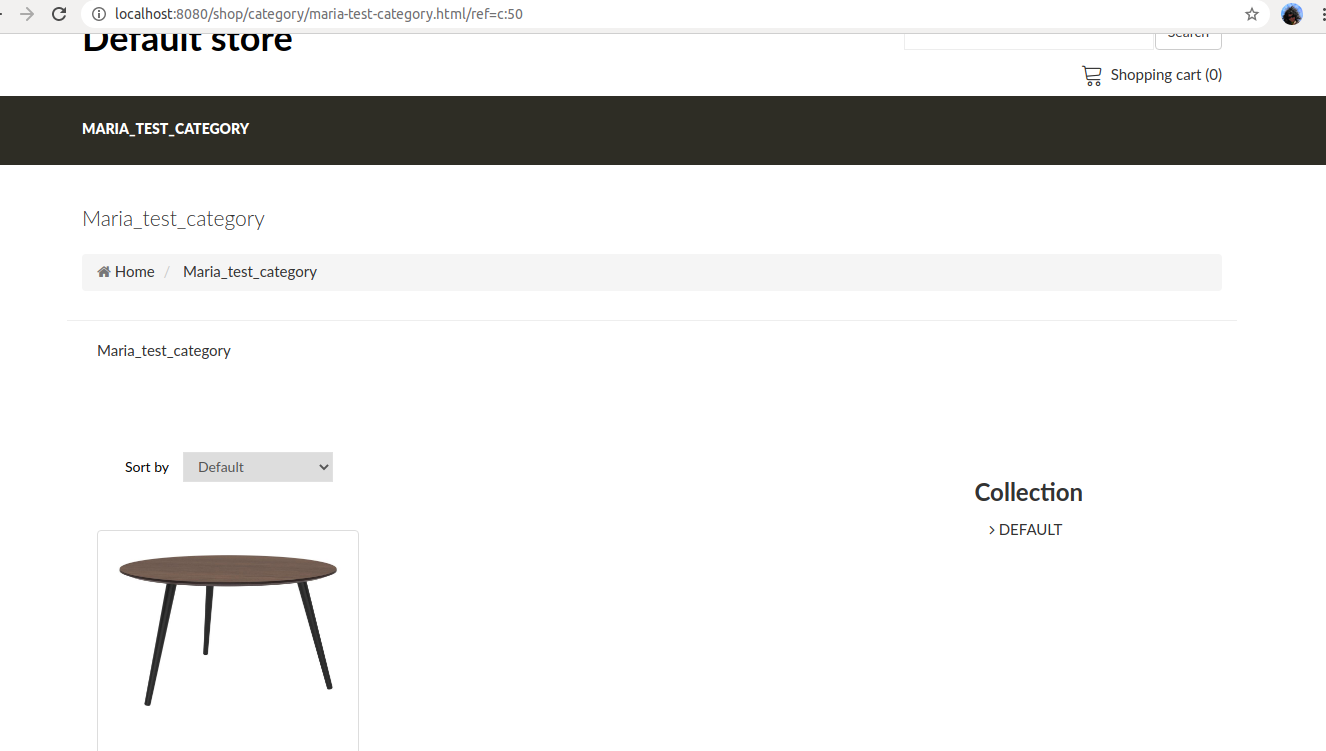 localhost:8080/shop/category/maria-test-category.html/ref=c:50
Default store
Search
Shopping cart (0)
MARIA_TEST_CATEGORY
Maria_test_category
Home / Maria_test_category
Maria_test_category
Sort by Default
Collection
> DEFAULT